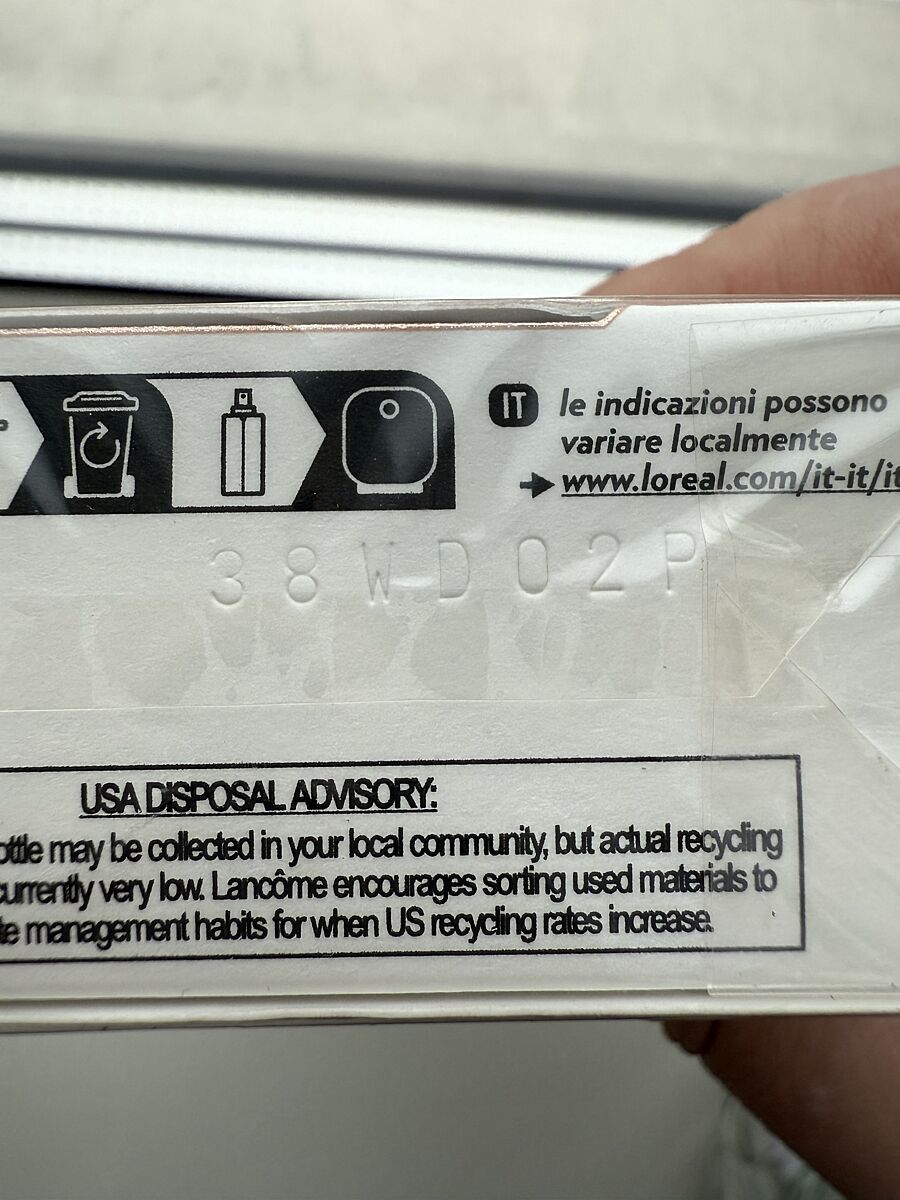 IT
le indicazioni possono
variare localmente
www.loreal.com/it-it/it
38WD02P
USA DISPOSAL ADVISORY:
may be collected in your local community, but actual recycling
currently very low. Lancôme encourages sorting used materials to
management habits for when US recycling rates increase.